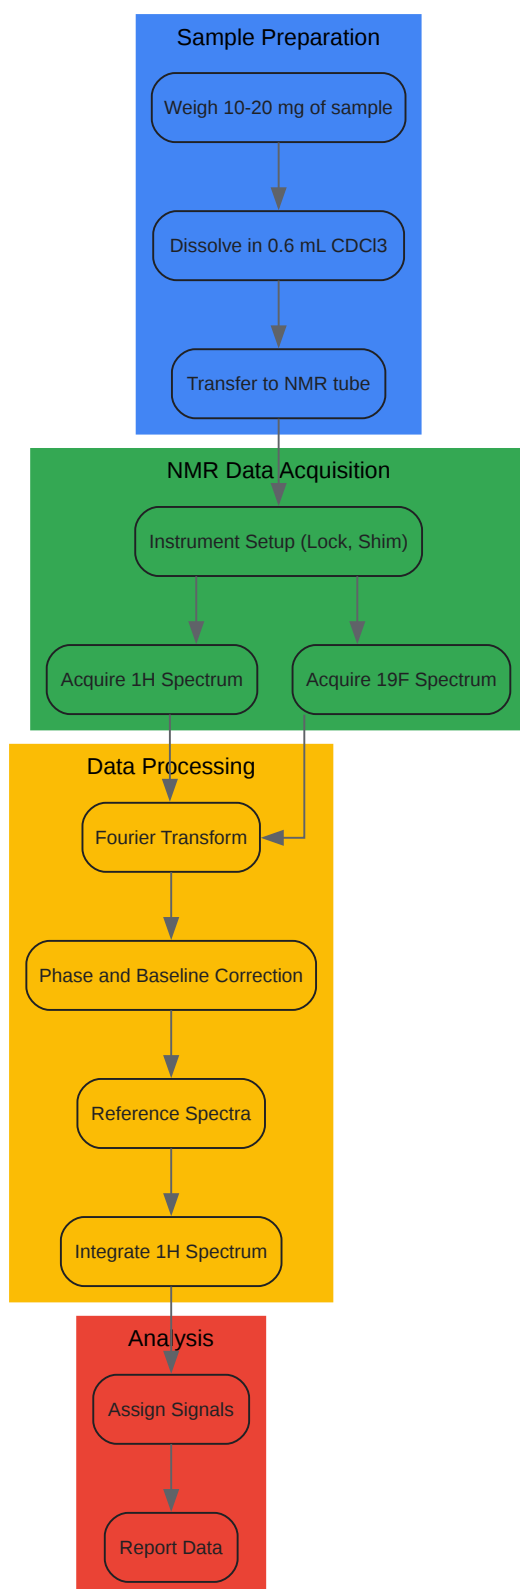 Sample Preparation
Weigh 10-20 mg of sample
Dissolve in 0.6 mL CDCl3
Transfer to NMR tube
NMR Data Acquisition
Instrument Setup (Lock, Shim)
Acquire 1H Spectrum
Acquire 19F Spectrum
Data Processing
Fourier Transform
Phase and Baseline Correction
Reference Spectra
Integrate 1H Spectrum
Analysis
Assign Signals
Report Data